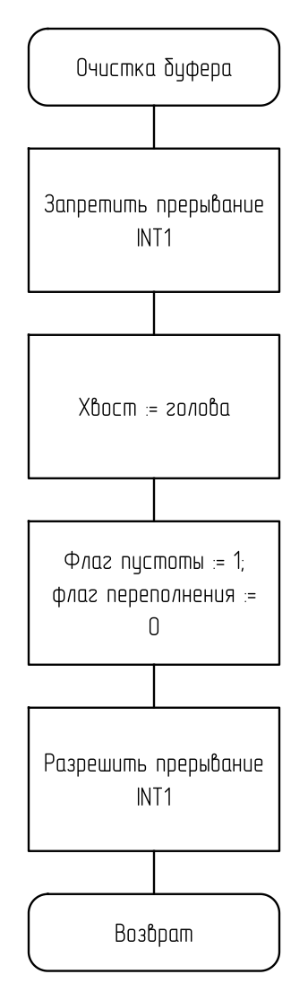 Очистка буфера
Запретить прерывание
INT1
Хвост := голова
Флаг пустоты := 1;
флаг переполнения :=
0
Разрешить прерывание
INT1
Возврат